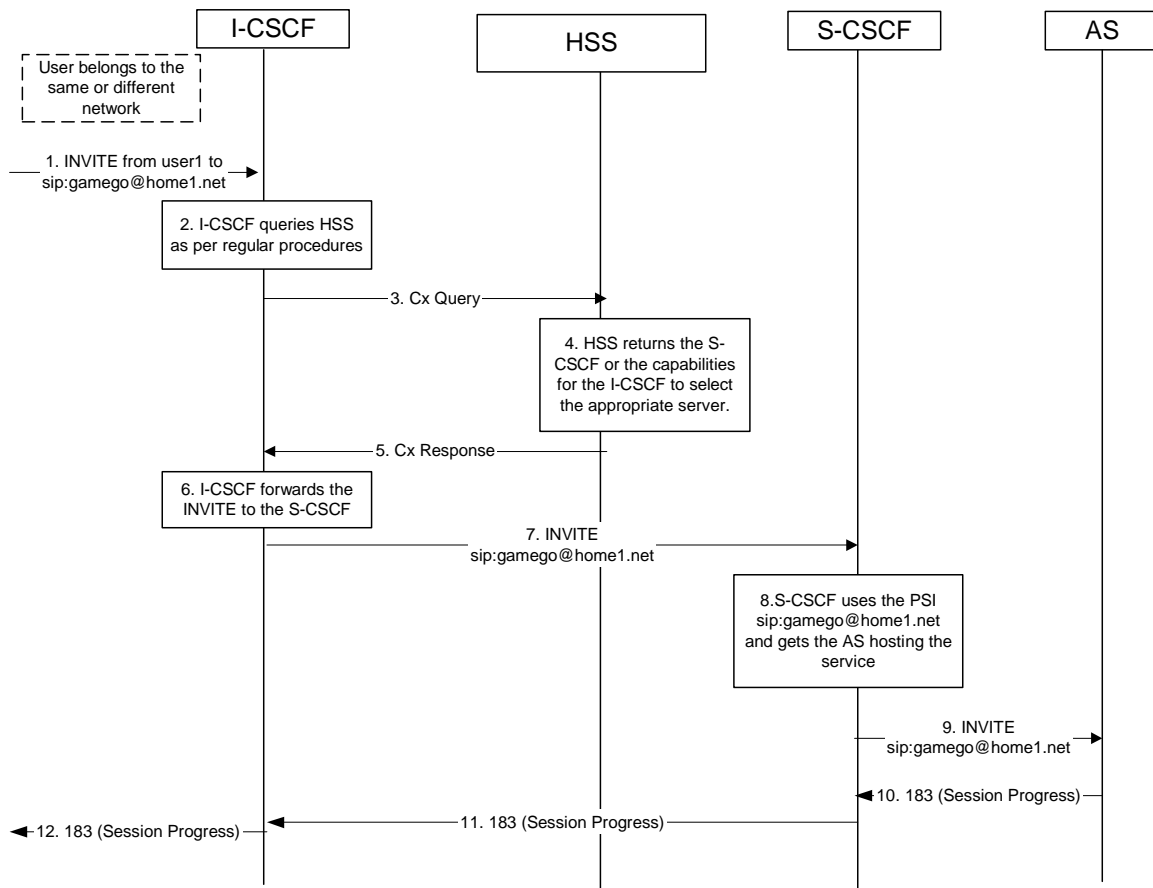 I-CSCF
HSS
S-CSCF
AS
User belongs to the
same or different
network
1. INVITE from user1 to
sip:gamego@home1.net
2. I-CSCF queries HSS
as per regular procedures
3. Cx Query
4. HSS returns the S-
CSCF or the capabilities
for the I-CSCF to select
the appropriate server.
5. Cx Response
6. I-CSCF forwards the
INVITE to the S-CSCF
7. INVITE
sip:gamego@home1.net
8.S-CSCF uses the PSI
sip:gamego@home1.net
and gets the AS hosting the
service
9. INVITE
sip:gamego@home1.net
10. 183 (Session Progress)
11. 183 (Session Progress)
12. 183 (Session Progress)